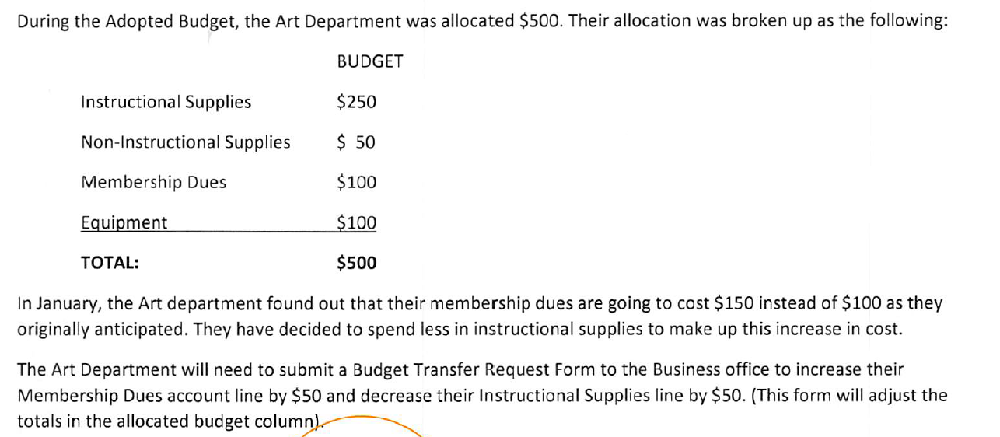 During the Adopted Budget, the Art Department was allocated $500. Their allocation was broken up as the following:
BUDGET
Instructional Supplies $250
Non-Instructional Supplies $ 50
Membership Dues $100
Equipment $100
TOTAL: $500
In January, the Art department found out that their membership dues are going to cost $150 instead of $100 as they
originally anticipated. They have decided to spend less in instructional supplies to make up this increase in cost.
The Art Department will need to submit a Budget Transfer Request Form to the Business office to increase their
Membership Dues account line by $50 and decrease their Instructional Supplies line by $50. (This form will adjust the
totals in the allocated budget column).